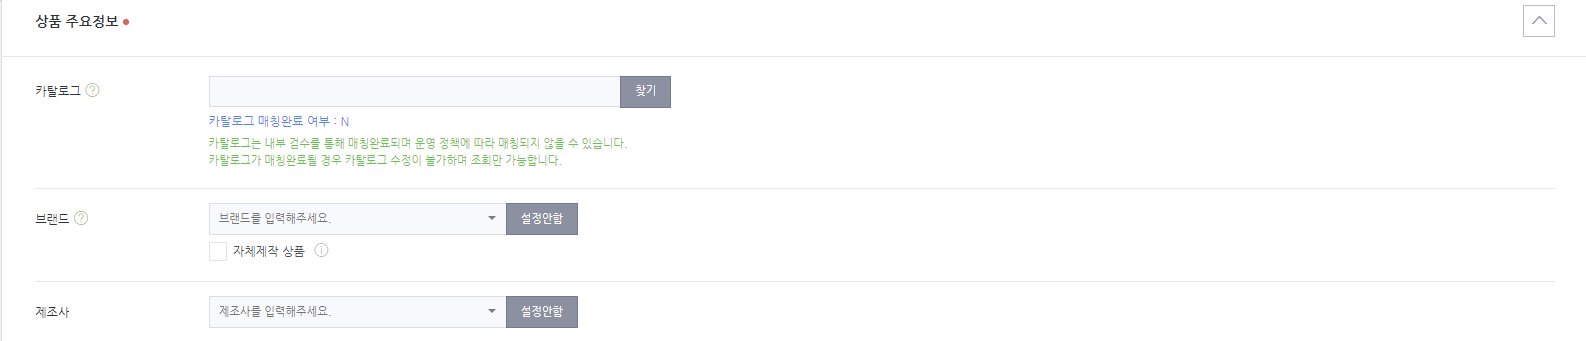 상품 주요정보
카탈로그 ?
찾기
카탈로그 매칭완료 여부 : N
카탈로그는 내부 검수를 통해 매칭완료되며 운영 정책에 따라 매칭되지 않을 수 있습니다.
카탈로그가 매칭완료될 경우 카탈로그 수정이 불가하며 조회만 가능합니다.
브랜드 ?
브랜드를 입력해주세요.
설정안함
자체제작 상품 i
제조사
제조사를 입력해주세요.
설정안함